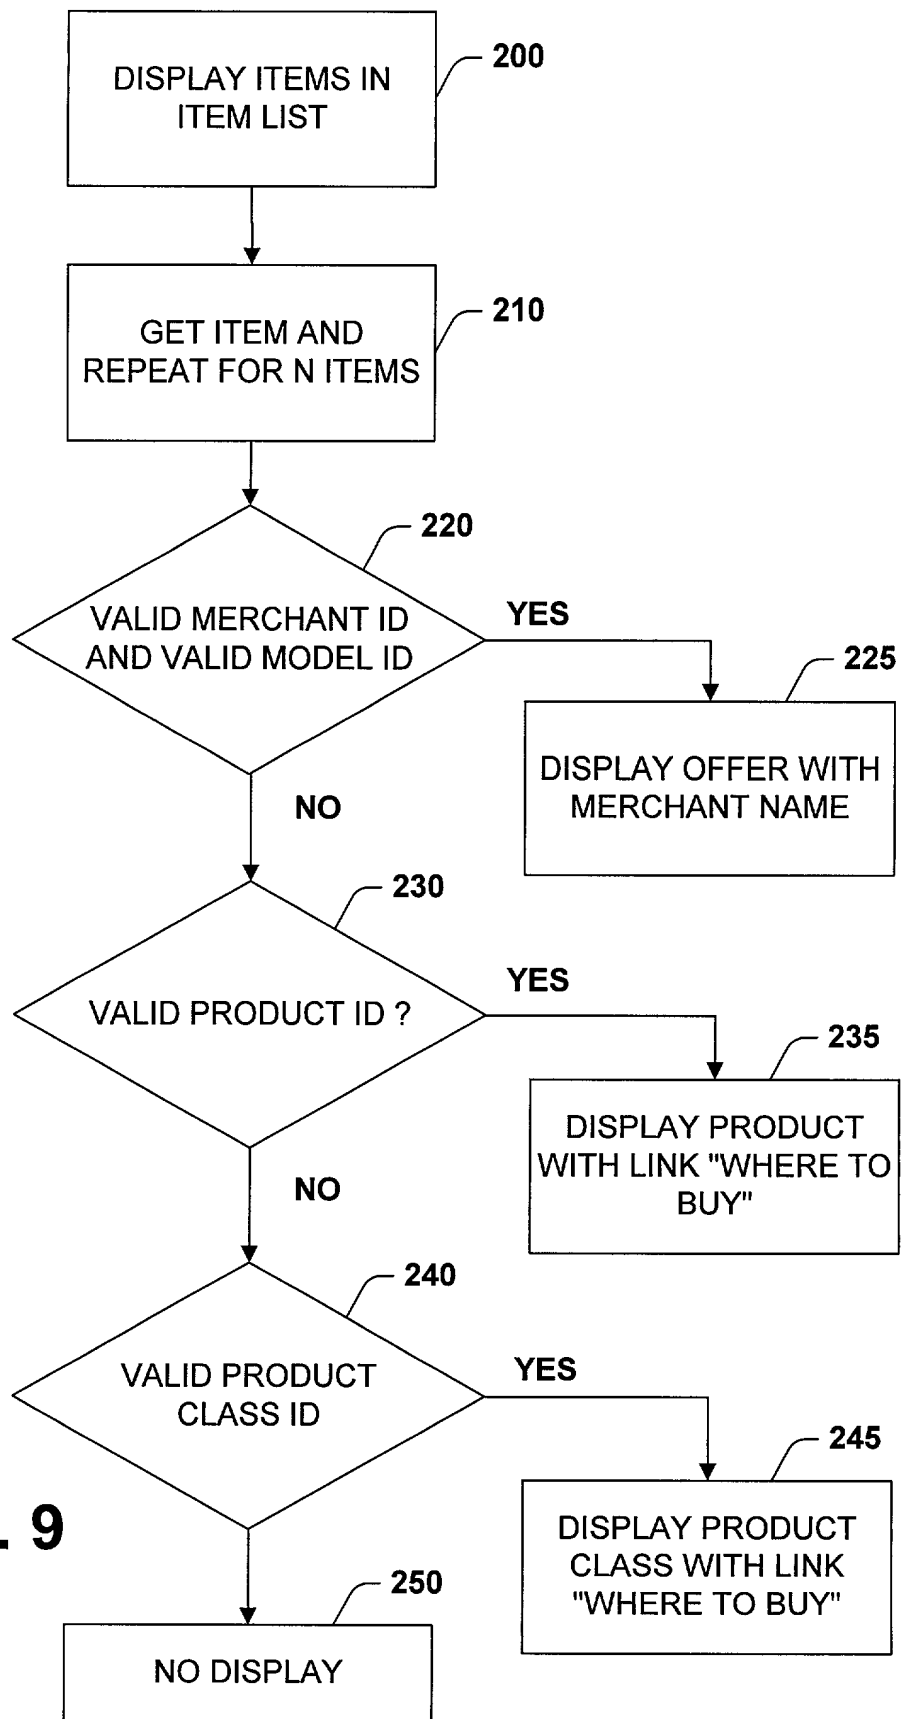 DISPLAY ITEMS IN
ITEM LIST
200
GET ITEM AND
REPEAT FOR N ITEMS
210
220
VALID MERCHANT ID
AND VALID MODEL ID
YES
225
DISPLAY OFFER WITH
MERCHANT NAME
NO
230
VALID PRODUCT ID ?
YES
235
DISPLAY PRODUCT
WITH LINK "WHERE TO
BUY"
NO
240
VALID PRODUCT
CLASS ID
YES
245
DISPLAY PRODUCT
CLASS WITH LINK
"WHERE TO BUY"
. 9
250
NO DISPLAY